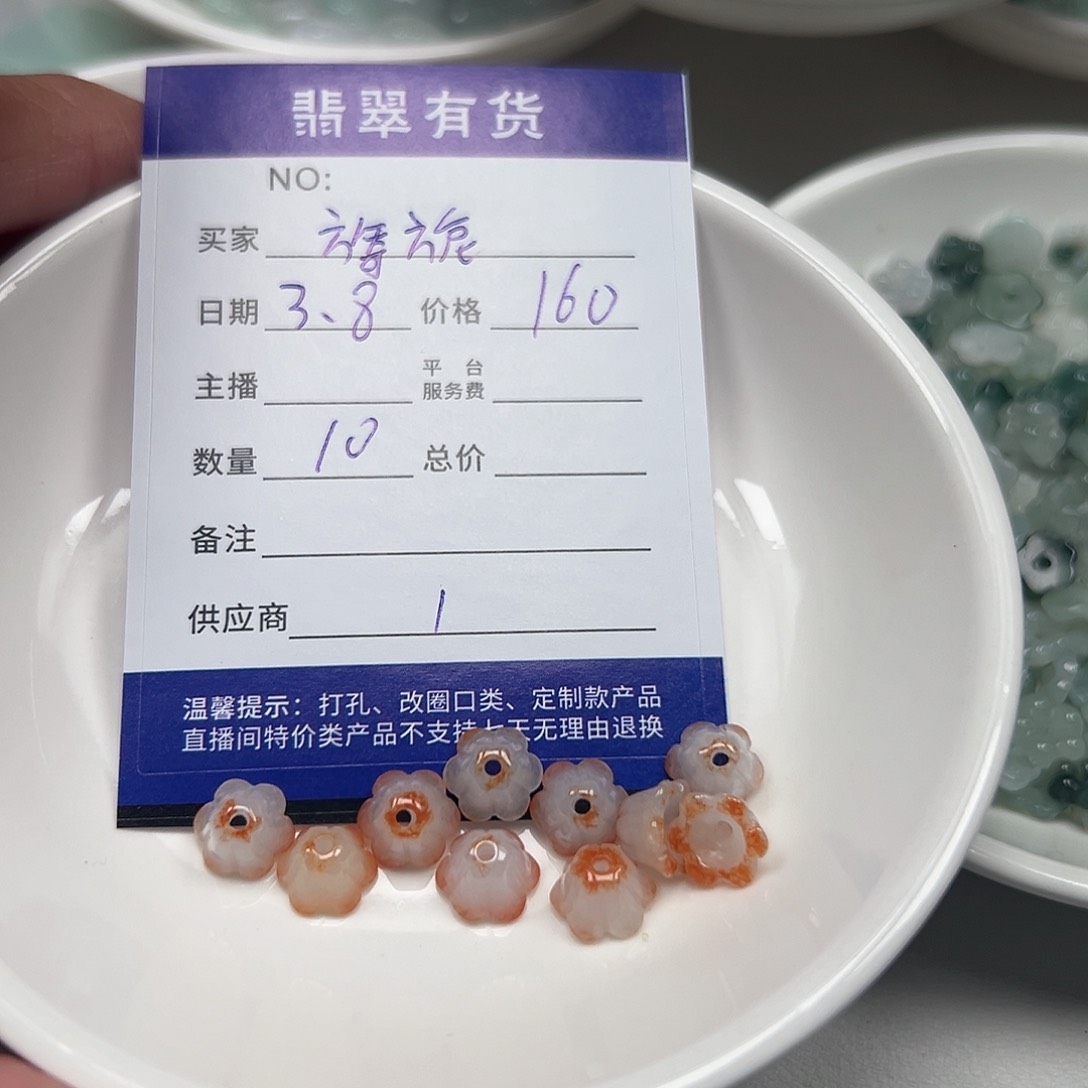 翡翠有货
NO:
买家
日期 3、8 价格 160
主播 平台服务费
数量 10 总价
备注
供应商 1
温馨提示：打孔、改圈口类、定制款产品
直播间特价类产品不支持七天无理由退换